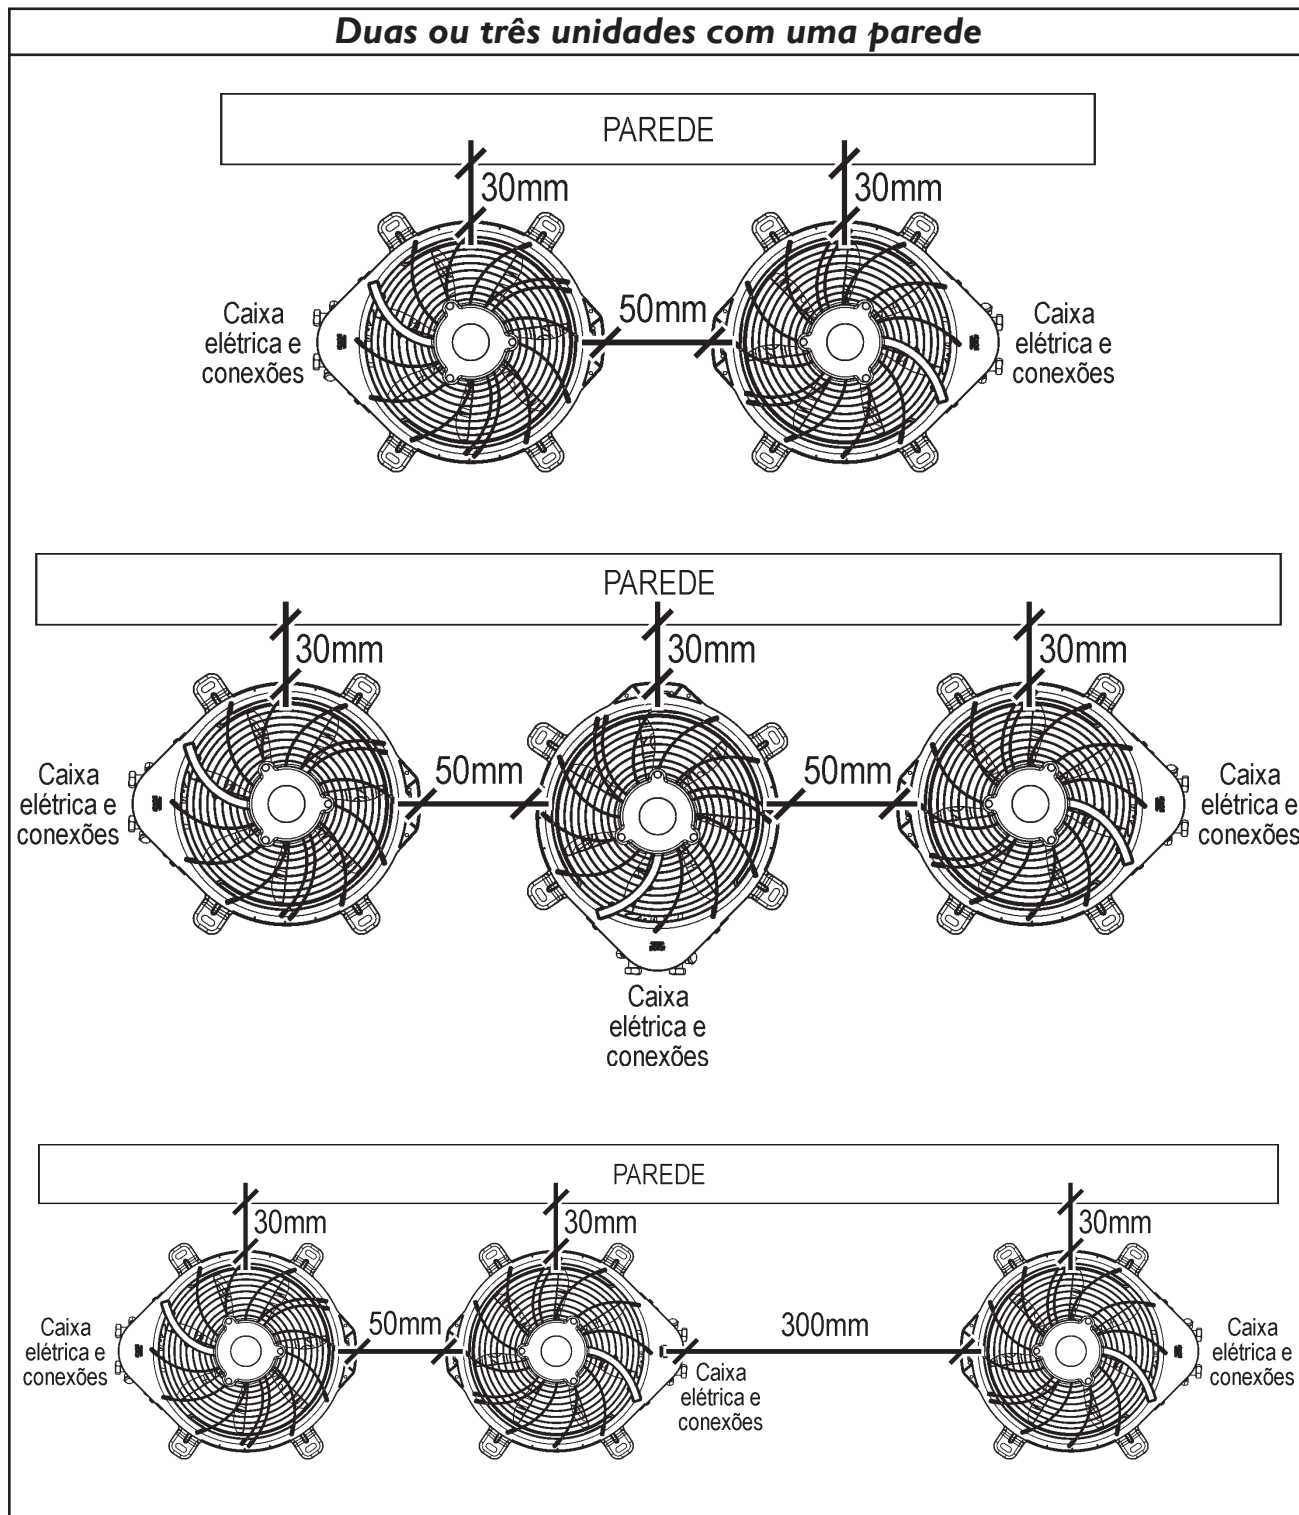 Duas ou três unidades com uma parede
PAREDE
30mm
30mm
50mm
Caixa
elétrica e
conexões
Caixa
elétrica e
conexões
PAREDE
30mm
30mm
30mm
50mm
50mm
Caixa
elétrica e
conexões
Caixa
elétrica e
conexões
Caixa
elétrica e
conexões
PAREDE
30mm
30mm
30mm
50mm
300mm
Caixa
elétrica e
conexões
Caixa
elétrica e
conexões
Caixa
elétrica e
conexões